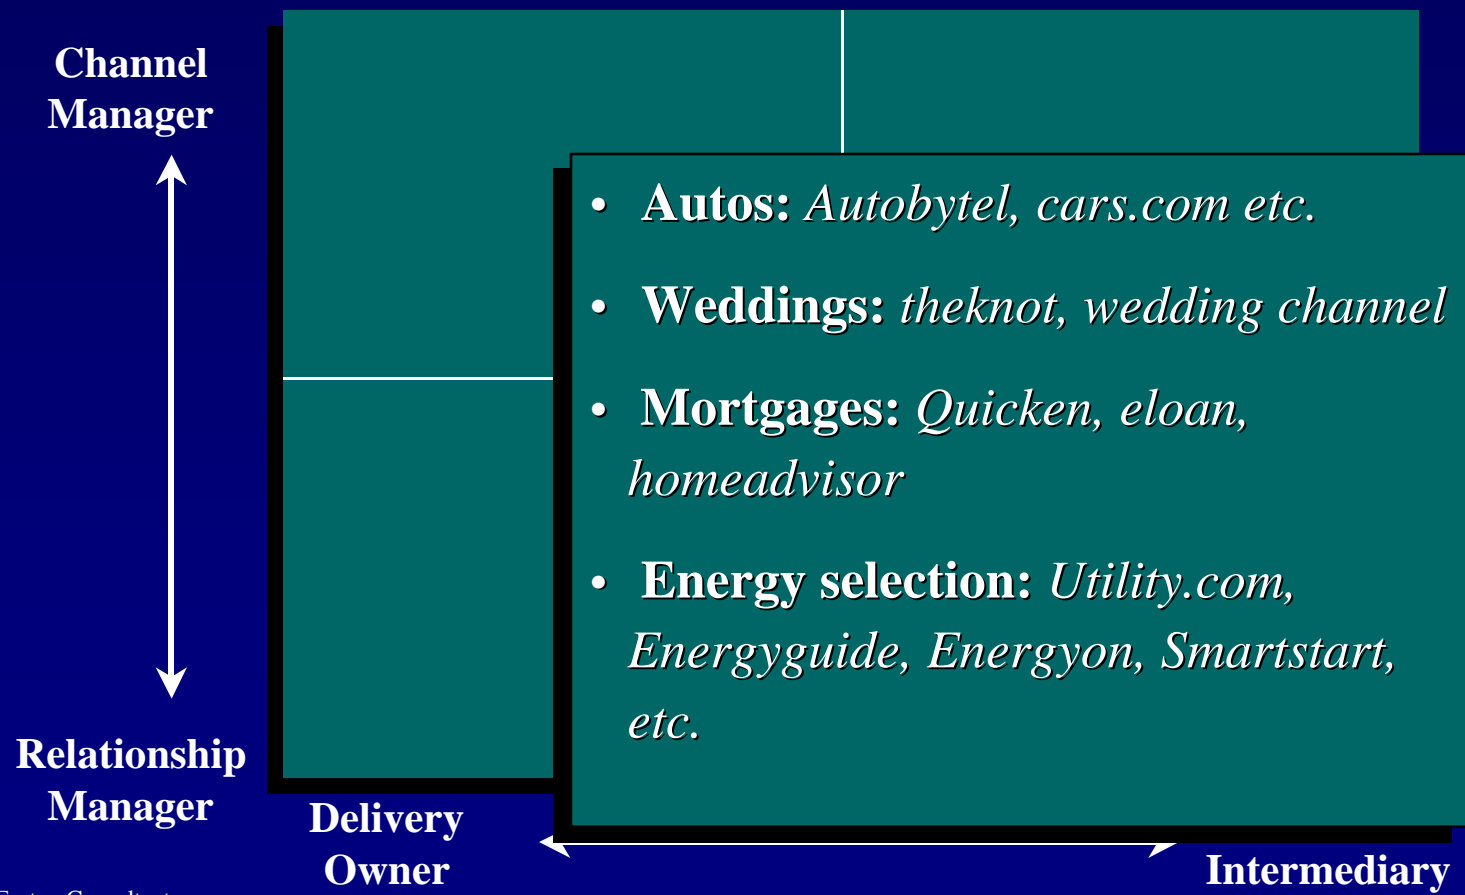 Channel
Manager
• Autos: Autobytel, cars.com etc.
• Weddings: theknot, wedding channel
• Mortgages: Quicken, eloan,
homeadvisor
• Energy selection: Utility.com,
Energyguide, Energyon, Smartstart,
etc.
Relationship
Manager
Delivery
Owner
Intermediary